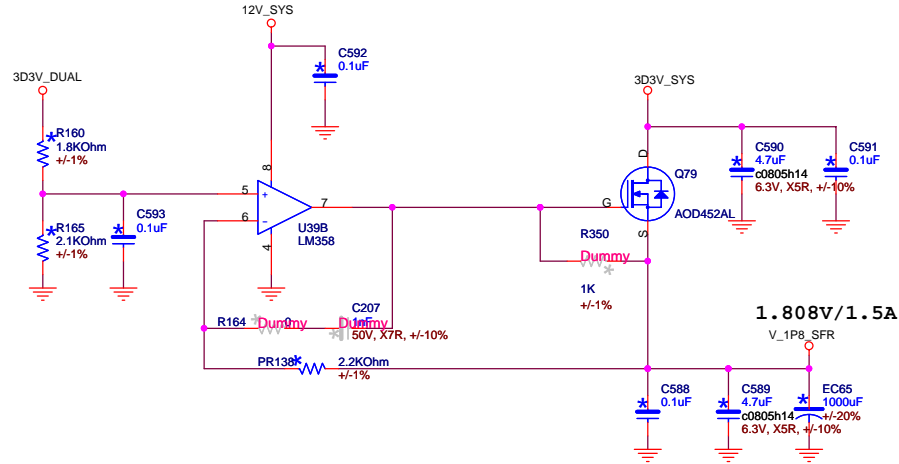 12V_SYS
C592
0.1uF
3D3V_DUAL
3D3V_SYS
R160
1.8KOhm
+/-1%
8
D
C590
4.7uF
c0805h14
6.3V, X5R, +/-10%
C591
0.1uF
5
+
6
-
7
4
U39B
LM358
G
Q79
AOD452AL
S
C593
0.1uF
R165
2.1KOhm
+/-1%
R350
Dummy
1K
+/-1%
R164
Dummy
0
C207
Dummy
1nF
50V, X7R, +/-10%
1.808V/1.5A
V_1P8_SFR
PR138
2.2KOhm
+/-1%
C588
0.1uF
C589
4.7uF
c0805h14
6.3V, X5R, +/-10%
EC65
1000uF
+/-20%